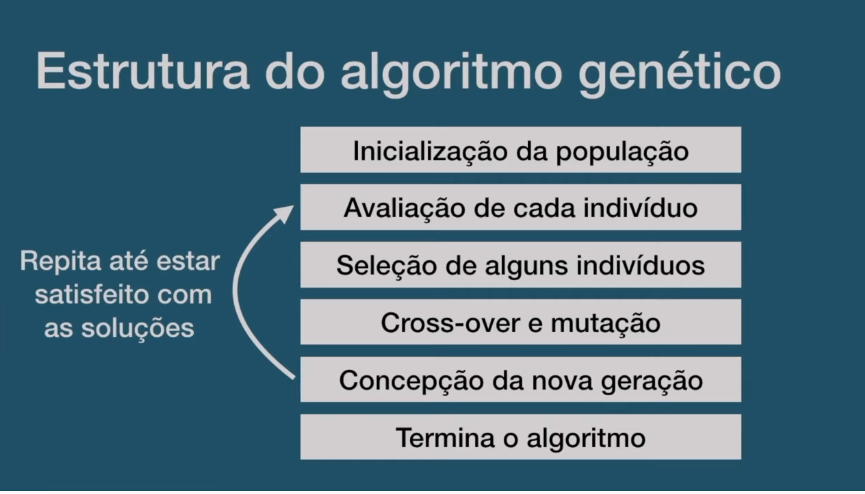 Estrutura do algoritmo genético
Inicialização da população
Avaliação de cada indivíduo
Seleção de alguns indivíduos
Cross-over e mutação
Concepção da nova geração
Termina o algoritmo
Repita até estar
satisfeito com
as soluções